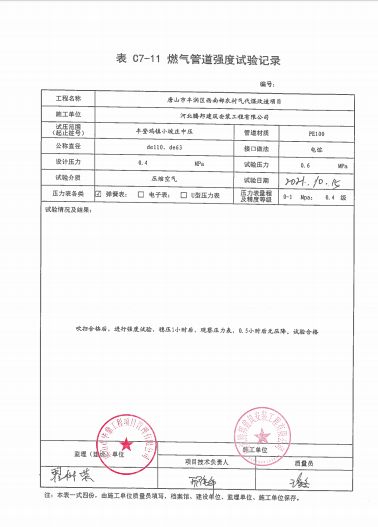 表 C7-11 燃气管道强度试验记录
编号:
工程名称 唐山市丰润区西南部农村气代煤改造项目
施工单位 河北腾邦建筑安装工程有限公司
试压范围(起止桩号) 丰登坞镇小坡庄中压 管道材质 PE100
公称直径 de110、de63 接口做法 电熔
设计压力 0.4 MPa 试验压力 0.6 MPa
试验介质 压缩空气 试验日期 2021.10.15
压力表种类 ☑ 弹簧表; □ 电子表; □ U型压力表 压力表量程及精度等级 0-1 Mpa; 0.4 级
试验情况及结果:
吹扫合格后,进行强度试验,稳压1小时后,观察压力表,0.5小时后无压降、试验合格
监理(建设)单位 施工单位
项目技术负责人 质量员
注:本表一式四份,由施工单位质量员填写,档案馆、建设单位、监理单位、施工单位保存。